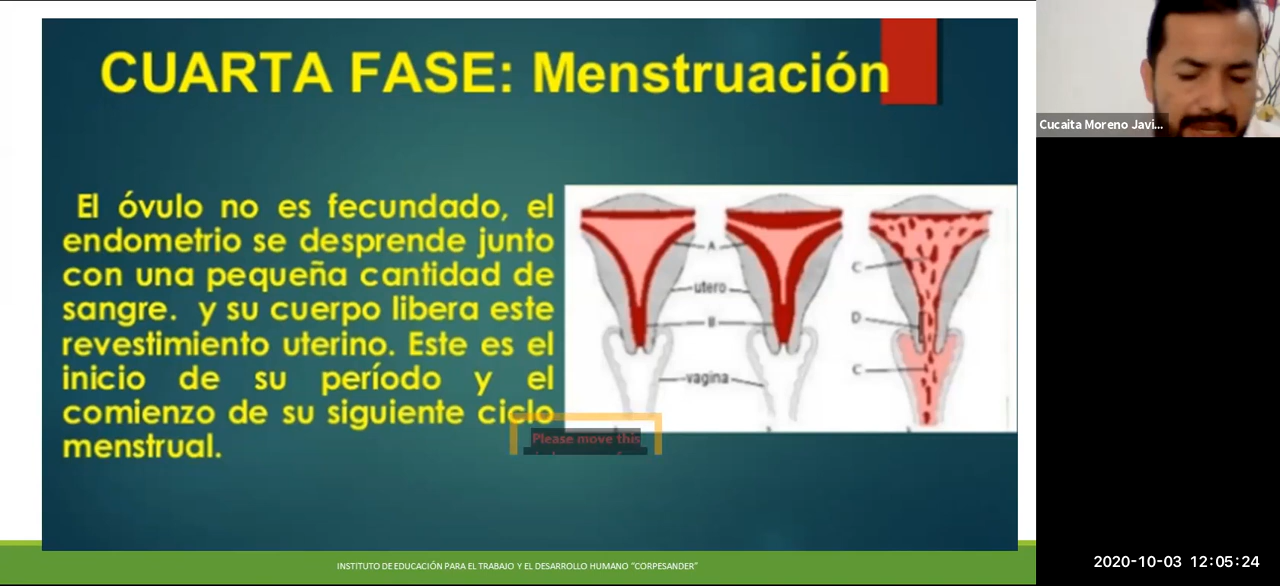 CUARTA FASE: Menstruación
El óvulo no es fecundado, el
endometrio se desprende junto
con una pequeña cantidad de
sangre. y su cuerpo libera este
revestimiento uterino. Este es el
inicio de su período y el
comienzo de su siguiente ciclo
menstrual.
A
utero
B
vagina
C
D
C
Please move this
INSTITUTO DE EDUCACIÓN PARA EL TRABAJO Y EL DESARROLLO HUMANO “CORPESANDER”
Cucaita Moreno Javi...
2020-10-03 12:05:24